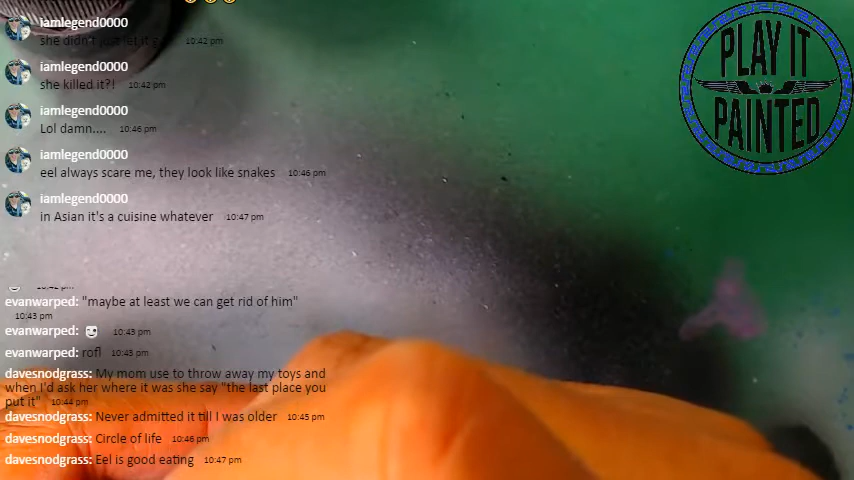 iamlegend0000
she didn't just let it g 10:42 pm
iamlegend0000
she killed it?! 10:42 pm
iamlegend0000
Lol damn.... 10:46 pm
iamlegend0000
eel always scare me, they look like snakes 10:46 pm
iamlegend0000
in Asian it's a cuisine whatever 10:47 pm
PLAY IT
PAINTED
evanwarped: "maybe at least we can get rid of him"
10:43 pm
evanwarped: 10:43 pm
evanwarped: rofl 10:43 pm
davesnodgrass: My mom use to throw away my toys and
when I'd ask her where it was she say "the last place you
put it" 10:44 pm
davesnodgrass: Never admitted it till I was older 10:45 pm
davesnodgrass: Circle of life 10:46 pm
davesnodgrass: Eel is good eating 10:47 pm